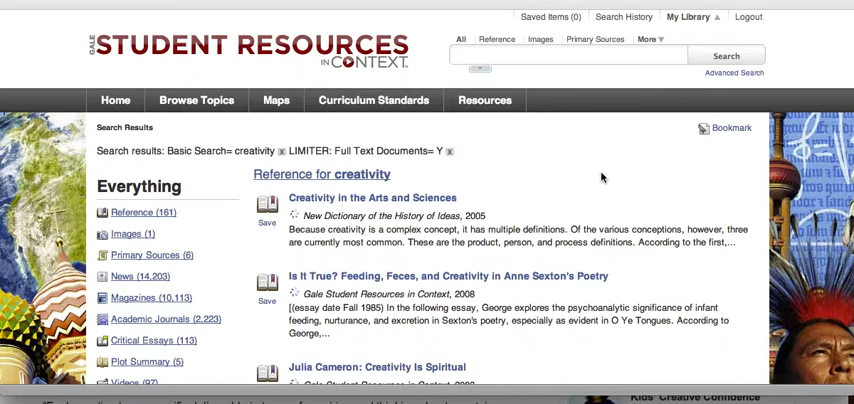 Saved Items (0) Search History My Library Logout
GALE STUDENT RESOURCES
IN CONTEXT
All Reference Images Primary Sources More
Search
Advanced Search
Home Browse Topics Maps Curriculum Standards Resources
Search Results
Bookmark
Search results: Basic Search= creativity x LIMITER: Full Text Documents= Y x
Everything
Reference (161)
Images (1)
Primary Sources (6)
News (14,203)
Magazines (10,113)
Academic Journals (2,223)
Critical Essays (113)
Plot Summary (5)
Videos (97)
Reference for creativity
Creativity in the Arts and Sciences
Save
New Dictionary of the History of Ideas, 2005
Because creativity is a complex concept, it has multiple definitions. Of the various conceptions, however, three
are currently most common. These are the product, person, and process definitions. According to the first,...
Is It True? Feeding, Feces, and Creativity in Anne Sexton's Poetry
Save
Gale Student Resources in Context, 2008
[(essay date Fall 1985) In the following essay, George explores the psychoanalytic significance of infant
feeding, nurturance, and excretion in Sexton's poetry, especially as evident in O Ye Tongues. According to
George,...
Julia Cameron: Creativity Is Spiritual
Kids' Creative Confidence